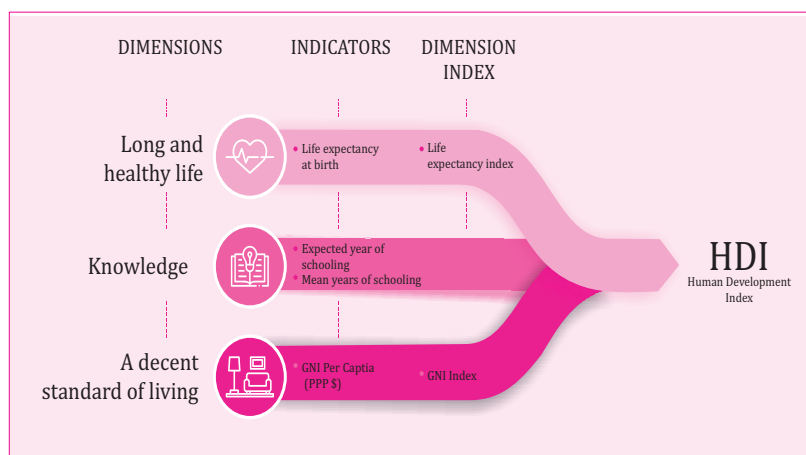 DIMENSIONS
INDICATORS
DIMENSION
INDEX
Long and
healthy life
• Life expectancy
at birth
• Life
expectancy index
Knowledge
• Expected year of
schooling
• Mean years of schooling
A decent
standard of living
• GNI Per Captia
(PPP $)
• GNI Index
HDI
Human Development
Index